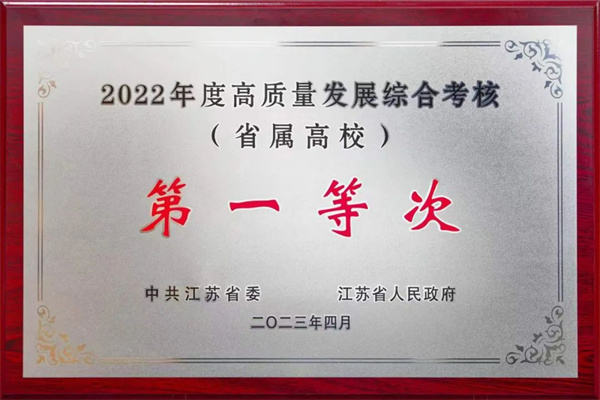 2022年度高质量发展综合考核
（省属高校）
第一等次
中共江苏省委 江苏省人民政府
二〇二三年四月